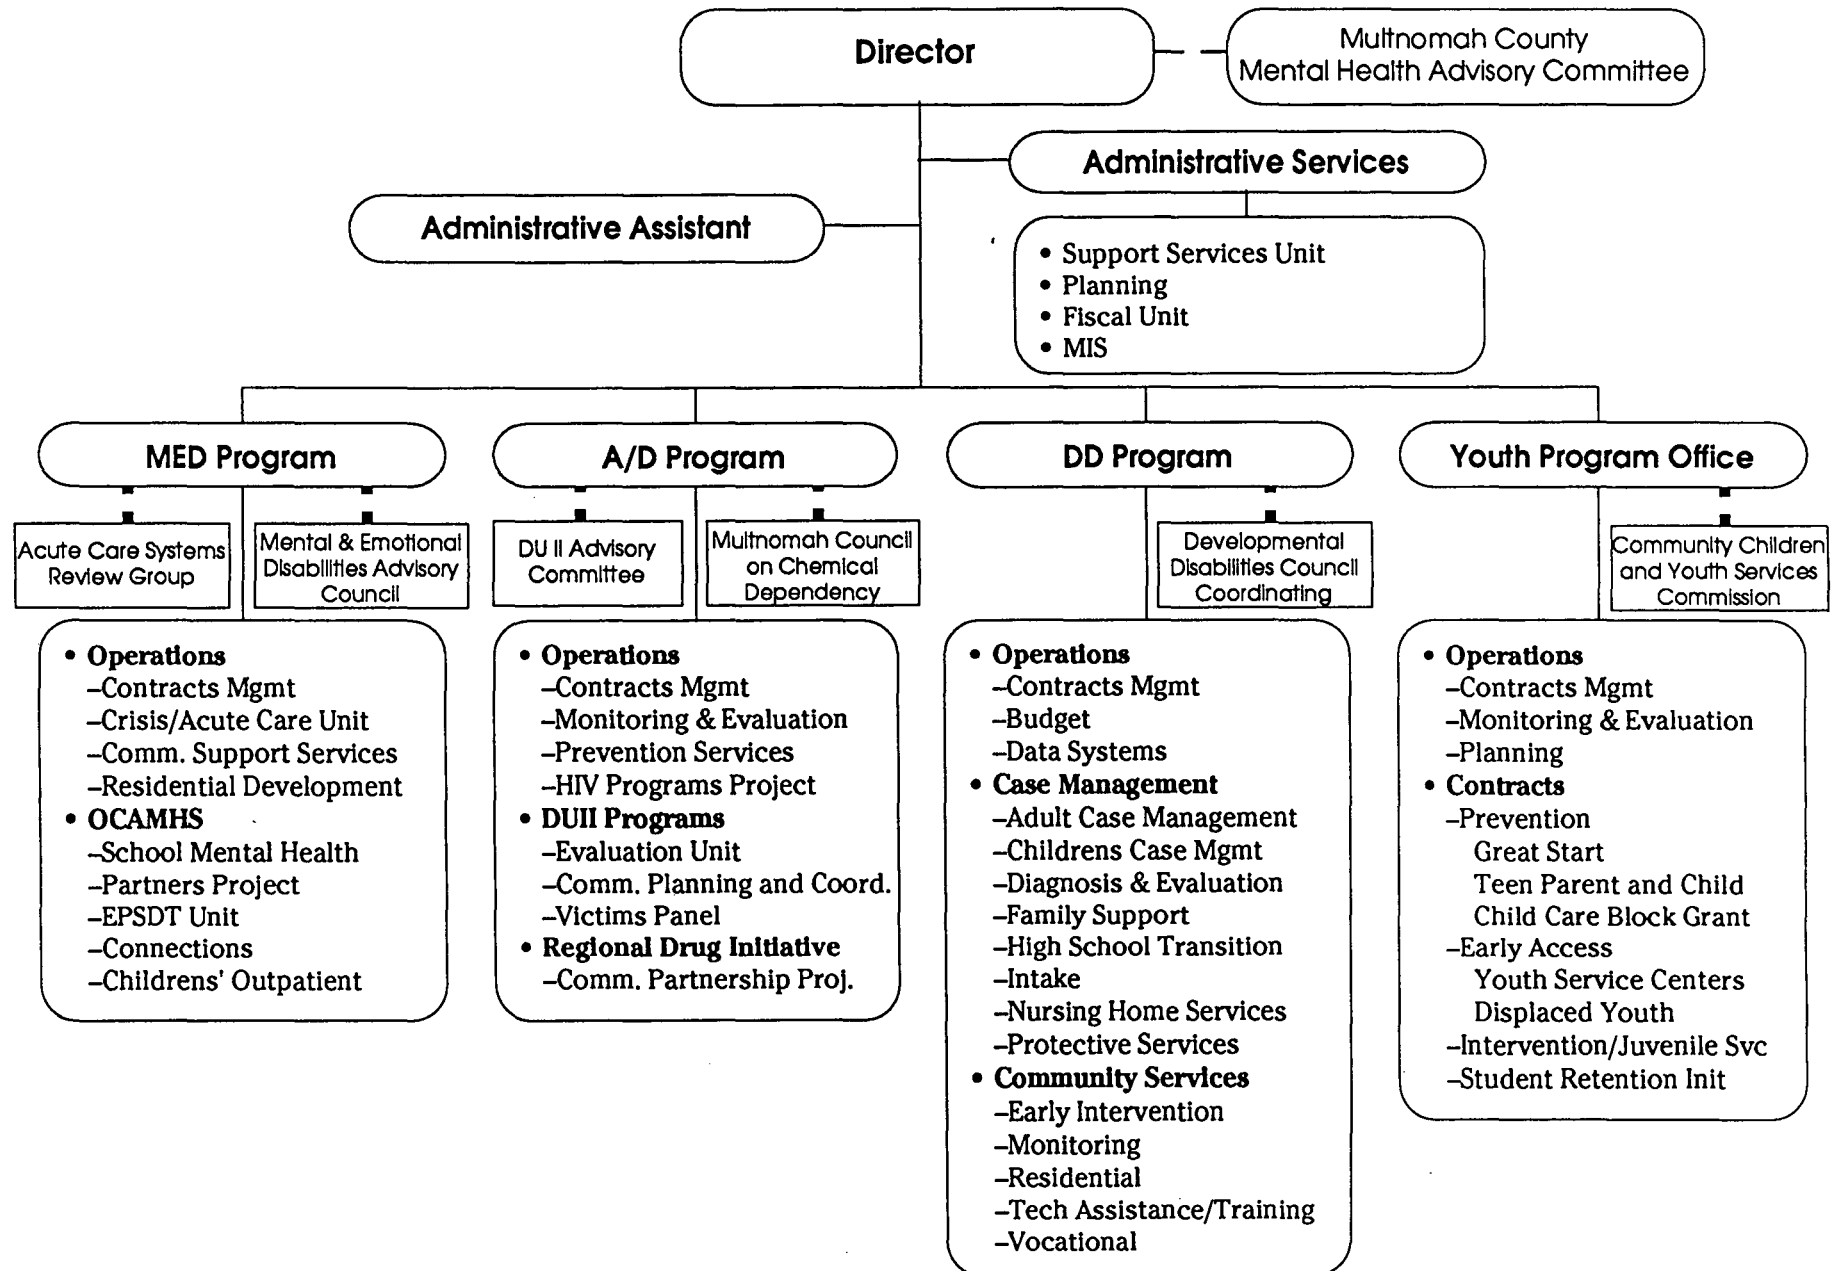 Director
Multnomah County
Mental Health Advisory Committee
Administrative Services
Administrative Assistant
• Support Services Unit
• Planning
• Fiscal Unit
• MIS
MED Program
Acute Care Systems
Review Group
Mental & Emotional
Disabilities Advisory
Council
• Operations
–Contracts Mgmt
–Crisis/Acute Care Unit
–Comm. Support Services
–Residential Development
• OCAMHS
–School Mental Health
–Partners Project
–EPSDT Unit
–Connections
–Childrens' Outpatient
A/D Program
DU II Advisory
Committee
Multnomah Council
on Chemical
Dependency
• Operations
–Contracts Mgmt
–Monitoring & Evaluation
–Prevention Services
–HIV Programs Project
• DUII Programs
–Evaluation Unit
–Comm. Planning and Coord.
–Victims Panel
• Regional Drug Initiative
–Comm. Partnership Proj.
DD Program
Developmental
Disabilities Council
Coordinating
• Operations
–Contracts Mgmt
–Budget
–Data Systems
• Case Management
–Adult Case Management
–Childrens Case Mgmt
–Diagnosis & Evaluation
–Family Support
–High School Transition
–Intake
–Nursing Home Services
–Protective Services
• Community Services
–Early Intervention
–Monitoring
–Residential
–Tech Assistance/Training
–Vocational
Youth Program Office
Community Children
and Youth Services
Commission
• Operations
–Contracts Mgmt
–Monitoring & Evaluation
–Planning
• Contracts
–Prevention
Great Start
Teen Parent and Child
Child Care Block Grant
–Early Access
Youth Service Centers
Displaced Youth
–Intervention/Juvenile Svc
–Student Retention Init